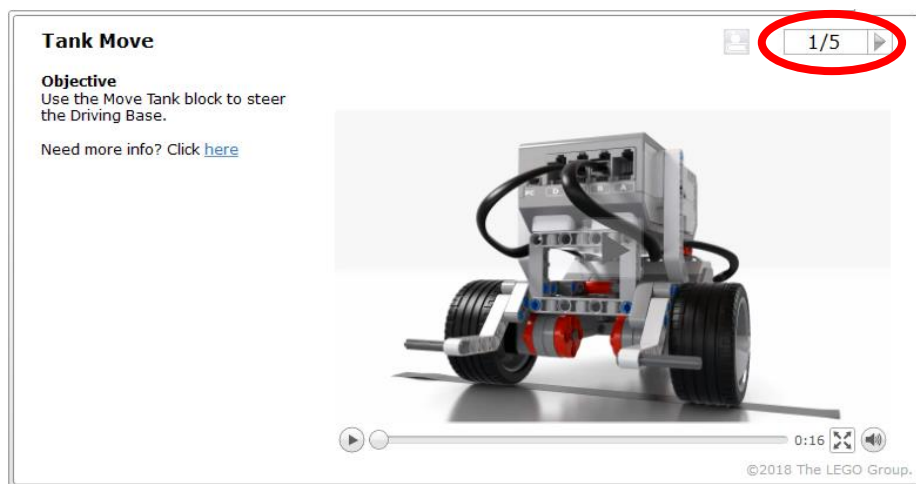 Tank Move
1/5
Objective
Use the Move Tank block to steer
the Driving Base.
Need more info? Click here
PC D B A
0:16
©2018 The LEGO Group.